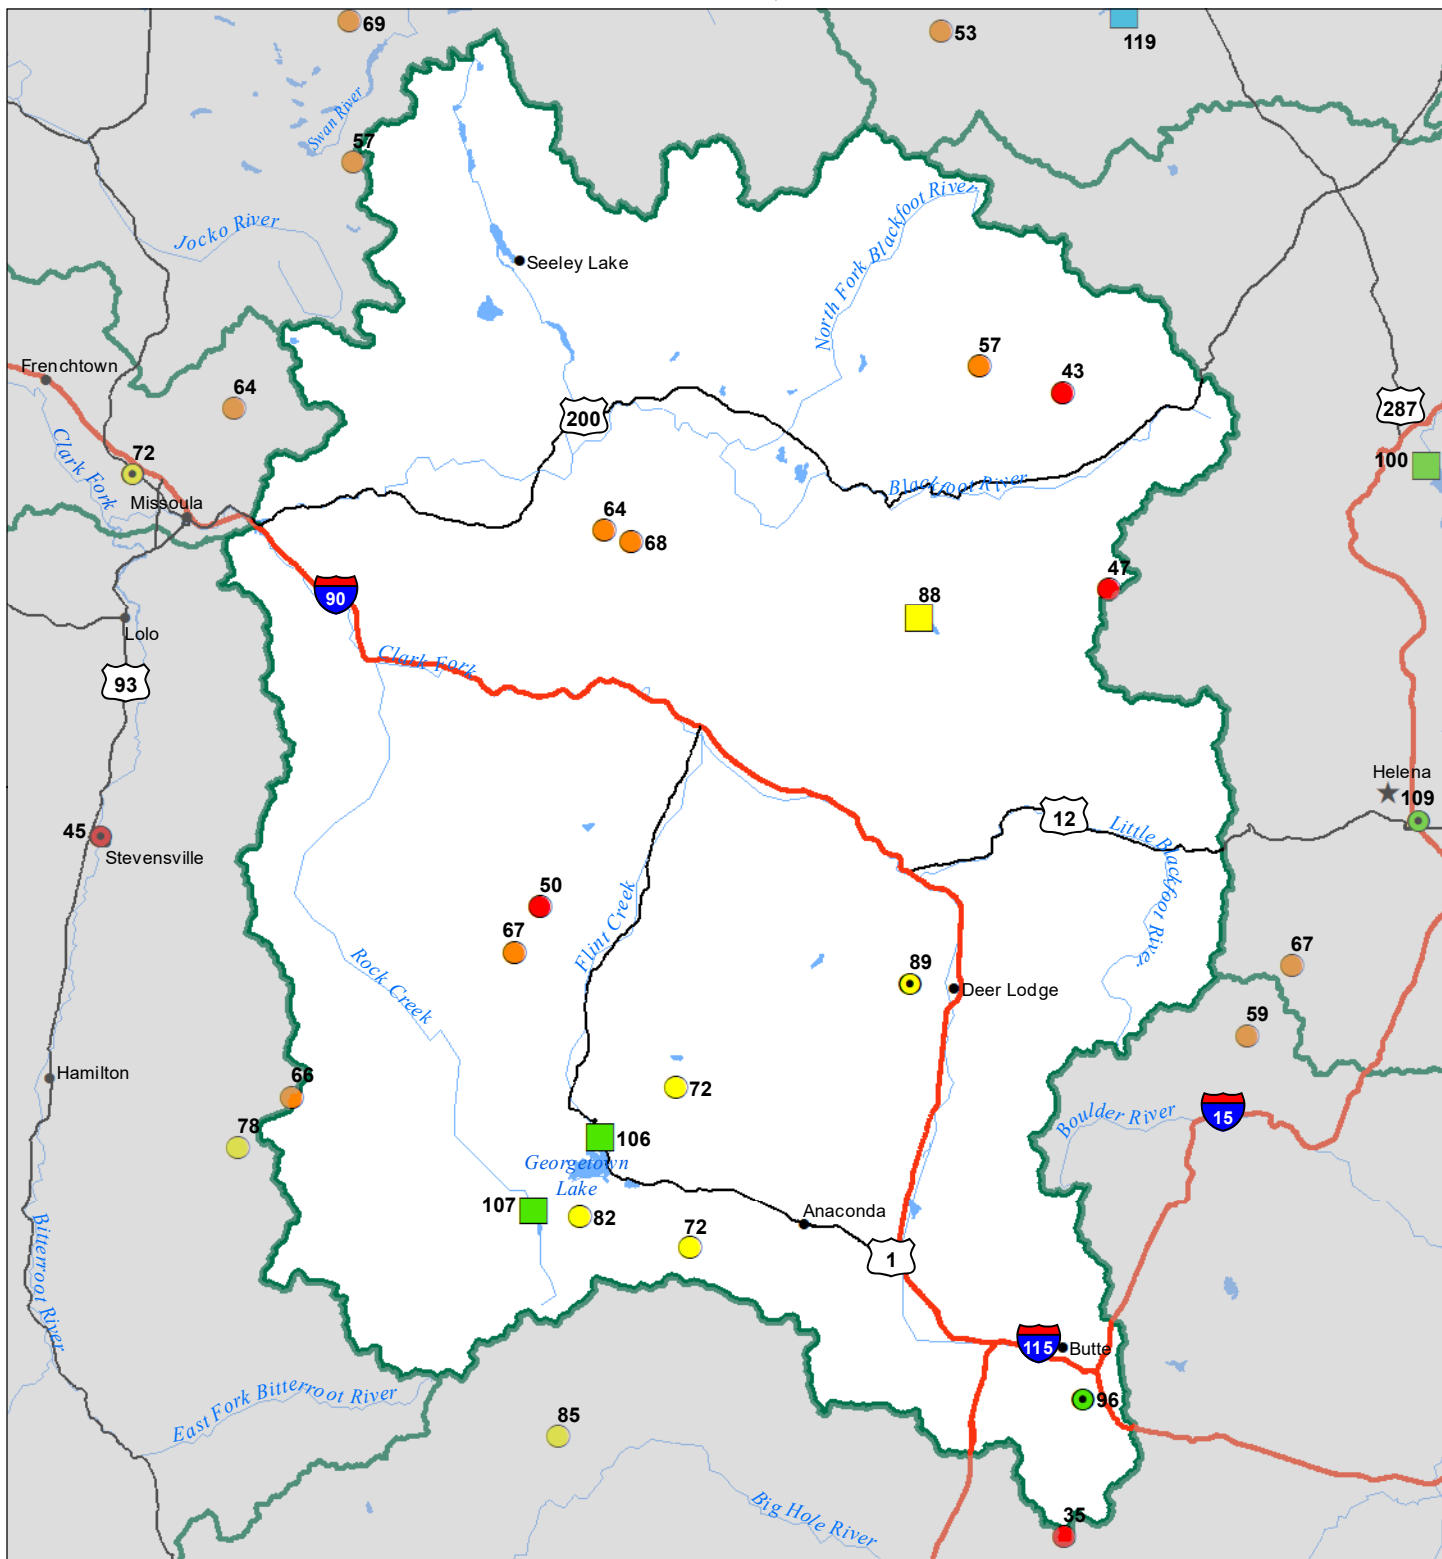 69
53
119
Swan River
57
Jocko River
North Fork Blackfoot River
Seeley Lake
57
43
Frenchtown
64
200
287
72
Clark Fork
100
Missoula
Blackfoot River
64
68
47
90
88
Lolo
Clark Fork
93
Helena
109
12
Little Blackfoot River
45
Stevensville
50
Flint Creek
67
Rock Creek
89
Deer Lodge
67
59
Hamilton
66
72
15
Boulder River
78
106
Georgetown
Lake
107
82
Anaconda
72
1
Bitterroot River
115
Butte
96
East Fork Bitterroot River
85
Big Hole River
35